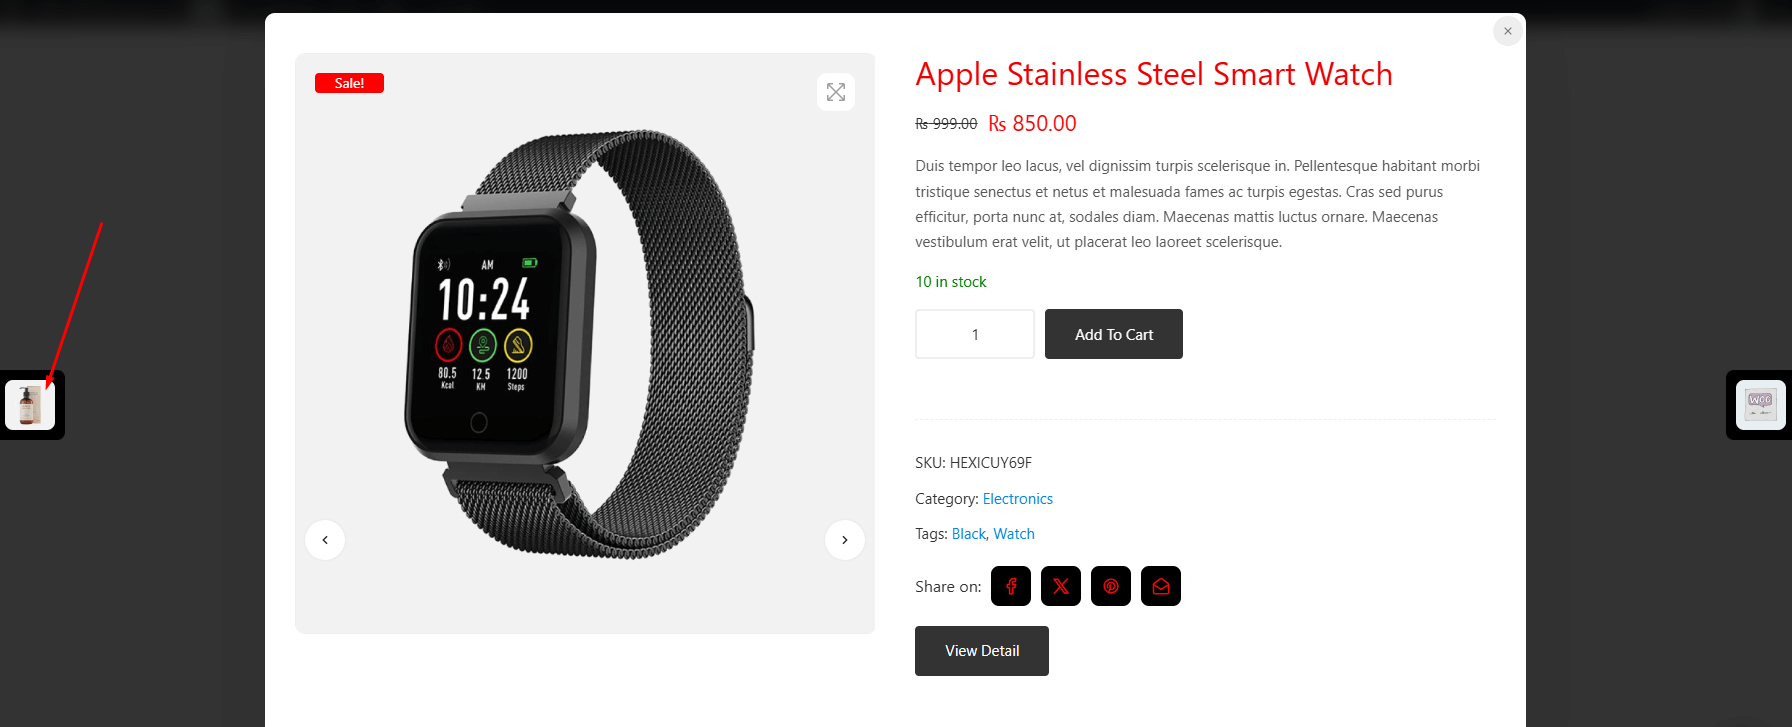 Sale!
AM
10:24
80.5 12.5 1200
Kcal KM Steps
Apple Stainless Steel Smart Watch
₨ 999.00 ₨ 850.00
Duis tempor leo lacus, vel dignissim turpis scelerisque in. Pellentesque habitant morbi
tristique senectus et netus et malesuada fames ac turpis egestas. Cras sed purus
efficitur, porta nunc at, sodales diam. Maecenas mattis luctus ornare. Maecenas
vestibulum erat velit, ut placerat leo laoreet scelerisque.
10 in stock
1
Add To Cart
SKU: HEXICUY69F
Category: Electronics
Tags: Black, Watch
Share on:
View Detail
WOO